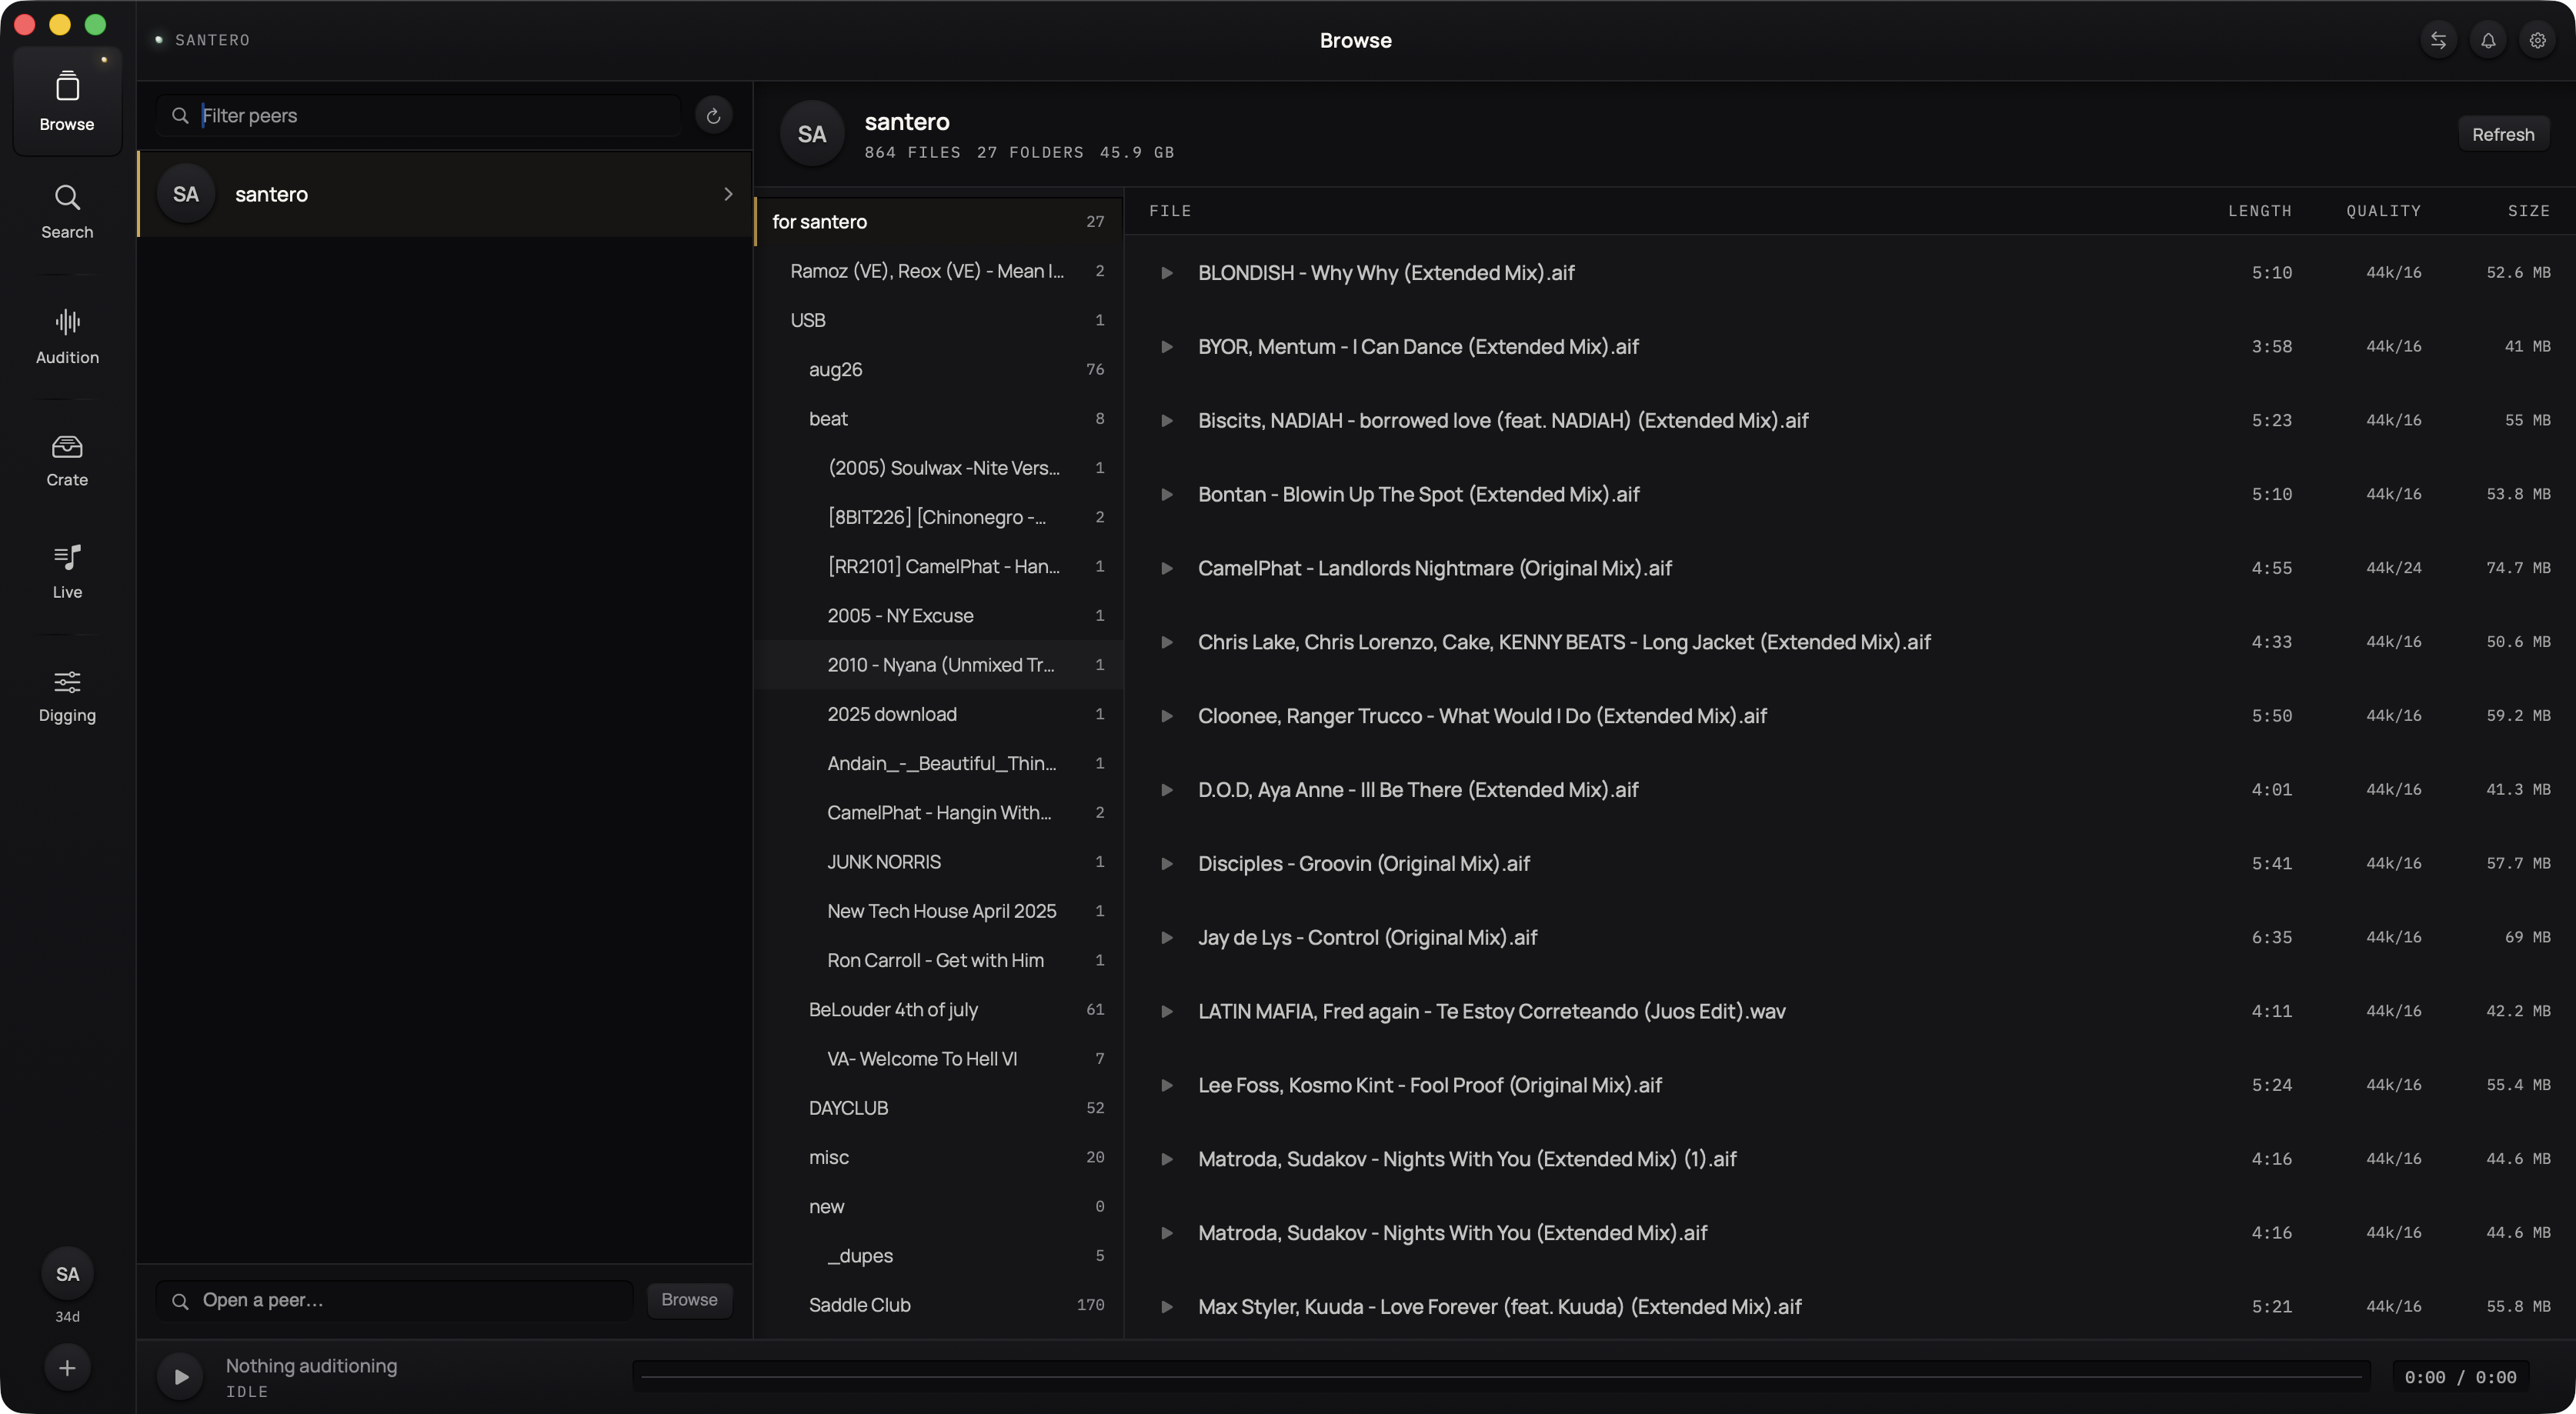 SANTERO
Browse
Browse
Search
Audition
Crate
Live
Digging
SA
34d
+
Filter peers
SA santero
Open a peer...
Browse
SA
santero
864 FILES 27 FOLDERS 45.9 GB
Refresh
for santero 27
Ramoz (VE), Reox (VE) - Mean I... 2
USB 1
aug26 76
beat 8
(2005) Soulwax -Nite Vers... 1
[8BIT226] [Chinonegro -... 2
[RR2101] CamelPhat - Han... 1
2005 - NY Excuse 1
2010 - Nyana (Unmixed Tr... 1
2025 download 1
Andain_-_Beautiful_Thin... 1
CamelPhat - Hangin With... 2
JUNK NORRIS 1
New Tech House April 2025 1
Ron Carroll - Get with Him 1
BeLouder 4th of july 61
VA- Welcome To Hell VI 7
DAYCLUB 52
misc 20
new 0
_dupes 5
Saddle Club 170
FILE LENGTH QUALITY SIZE
BLONDISH - Why Why (Extended Mix).aif 5:10 44k/16 52.6 MB
BYOR, Mentum - I Can Dance (Extended Mix).aif 3:58 44k/16 41 MB
Biscits, NADIAH - borrowed love (feat. NADIAH) (Extended Mix).aif 5:23 44k/16 55 MB
Bontan - Blowin Up The Spot (Extended Mix).aif 5:10 44k/16 53.8 MB
CamelPhat - Landlords Nightmare (Original Mix).aif 4:55 44k/24 74.7 MB
Chris Lake, Chris Lorenzo, Cake, KENNY BEATS - Long Jacket (Extended Mix).aif 4:33 44k/16 50.6 MB
Cloonee, Ranger Trucco - What Would I Do (Extended Mix).aif 5:50 44k/16 59.2 MB
D.O.D, Aya Anne - Ill Be There (Extended Mix).aif 4:01 44k/16 41.3 MB
Disciples - Groovin (Original Mix).aif 5:41 44k/16 57.7 MB
Jay de Lys - Control (Original Mix).aif 6:35 44k/16 69 MB
LATIN MAFIA, Fred again - Te Estoy Correteando (Juos Edit).wav 4:11 44k/16 42.2 MB
Lee Foss, Kosmo Kint - Fool Proof (Original Mix).aif 5:24 44k/16 55.4 MB
Matroda, Sudakov - Nights With You (Extended Mix) (1).aif 4:16 44k/16 44.6 MB
Matroda, Sudakov - Nights With You (Extended Mix).aif 4:16 44k/16 44.6 MB
Max Styler, Kuuda - Love Forever (feat. Kuuda) (Extended Mix).aif 5:21 44k/16 55.8 MB
Nothing auditioning
IDLE
0:00 / 0:00